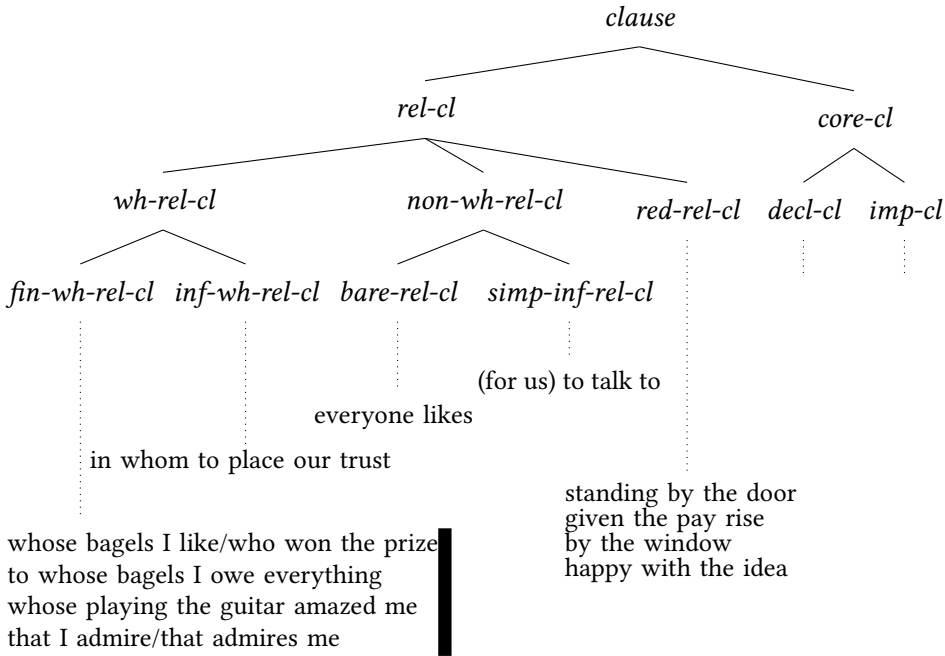 clause
rel-cl
core-cl
wh-rel-cl
non-wh-rel-cl
red-rel-cl
decl-cl
imp-cl
fin-wh-rel-cl
inf-wh-rel-cl
bare-rel-cl
simp-inf-rel-cl
(for us) to talk to
everyone likes
in whom to place our trust
standing by the door
given the pay rise
by the window
happy with the idea
whose bagels I like/who won the prize
to whose bagels I owe everything
whose playing the guitar amazed me
that I admire/that admires me